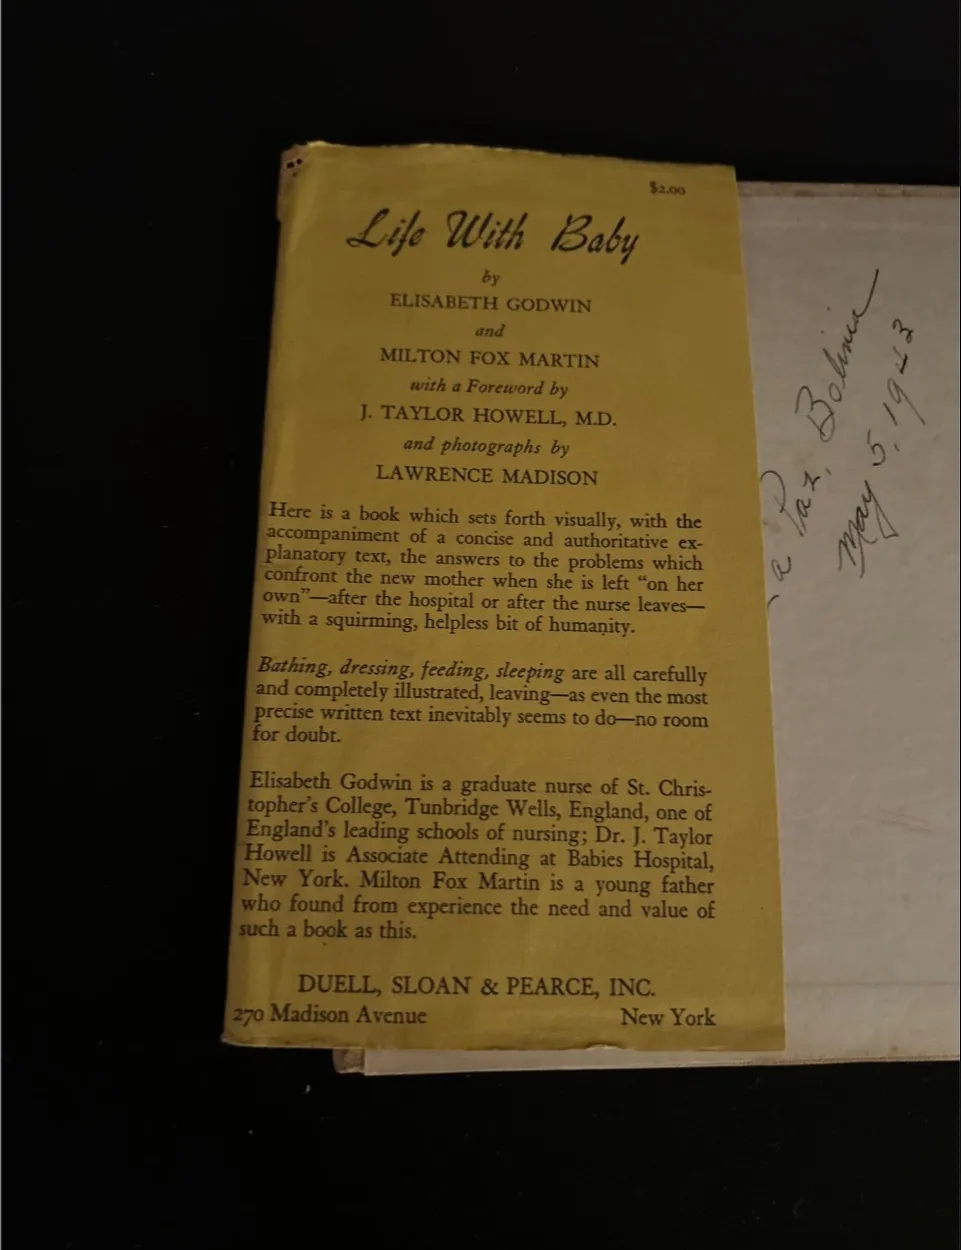 $2.00
Life With Baby
by
ELISABETH GODWIN
and
MILTON FOX MARTIN
with a Foreword by
J. TAYLOR HOWELL, M.D.
and photographs by
LAWRENCE MADISON
Here is a book which sets forth visually, with the
accompaniment of a concise and authoritative ex-
planatory text, the answers to the problems which
confront the new mother when she is left "on her
own"—after the hospital or after the nurse leaves—
with a squirming, helpless bit of humanity.
Bathing, dressing, feeding, sleeping are all carefully
and completely illustrated, leaving—as even the most
precise written text inevitably seems to do—no room
for doubt.
Elisabeth Godwin is a graduate nurse of St. Chris-
topher's College, Tunbridge Wells, England, one of
England's leading schools of nursing; Dr. J. Taylor
Howell is Associate Attending at Babies Hospital,
New York. Milton Fox Martin is a young father
who found from experience the need and value of
such a book as this.
DUELL, SLOAN & PEARCE, INC.
270 Madison Avenue New York
a Paz, Bolivia
May 5, 1943